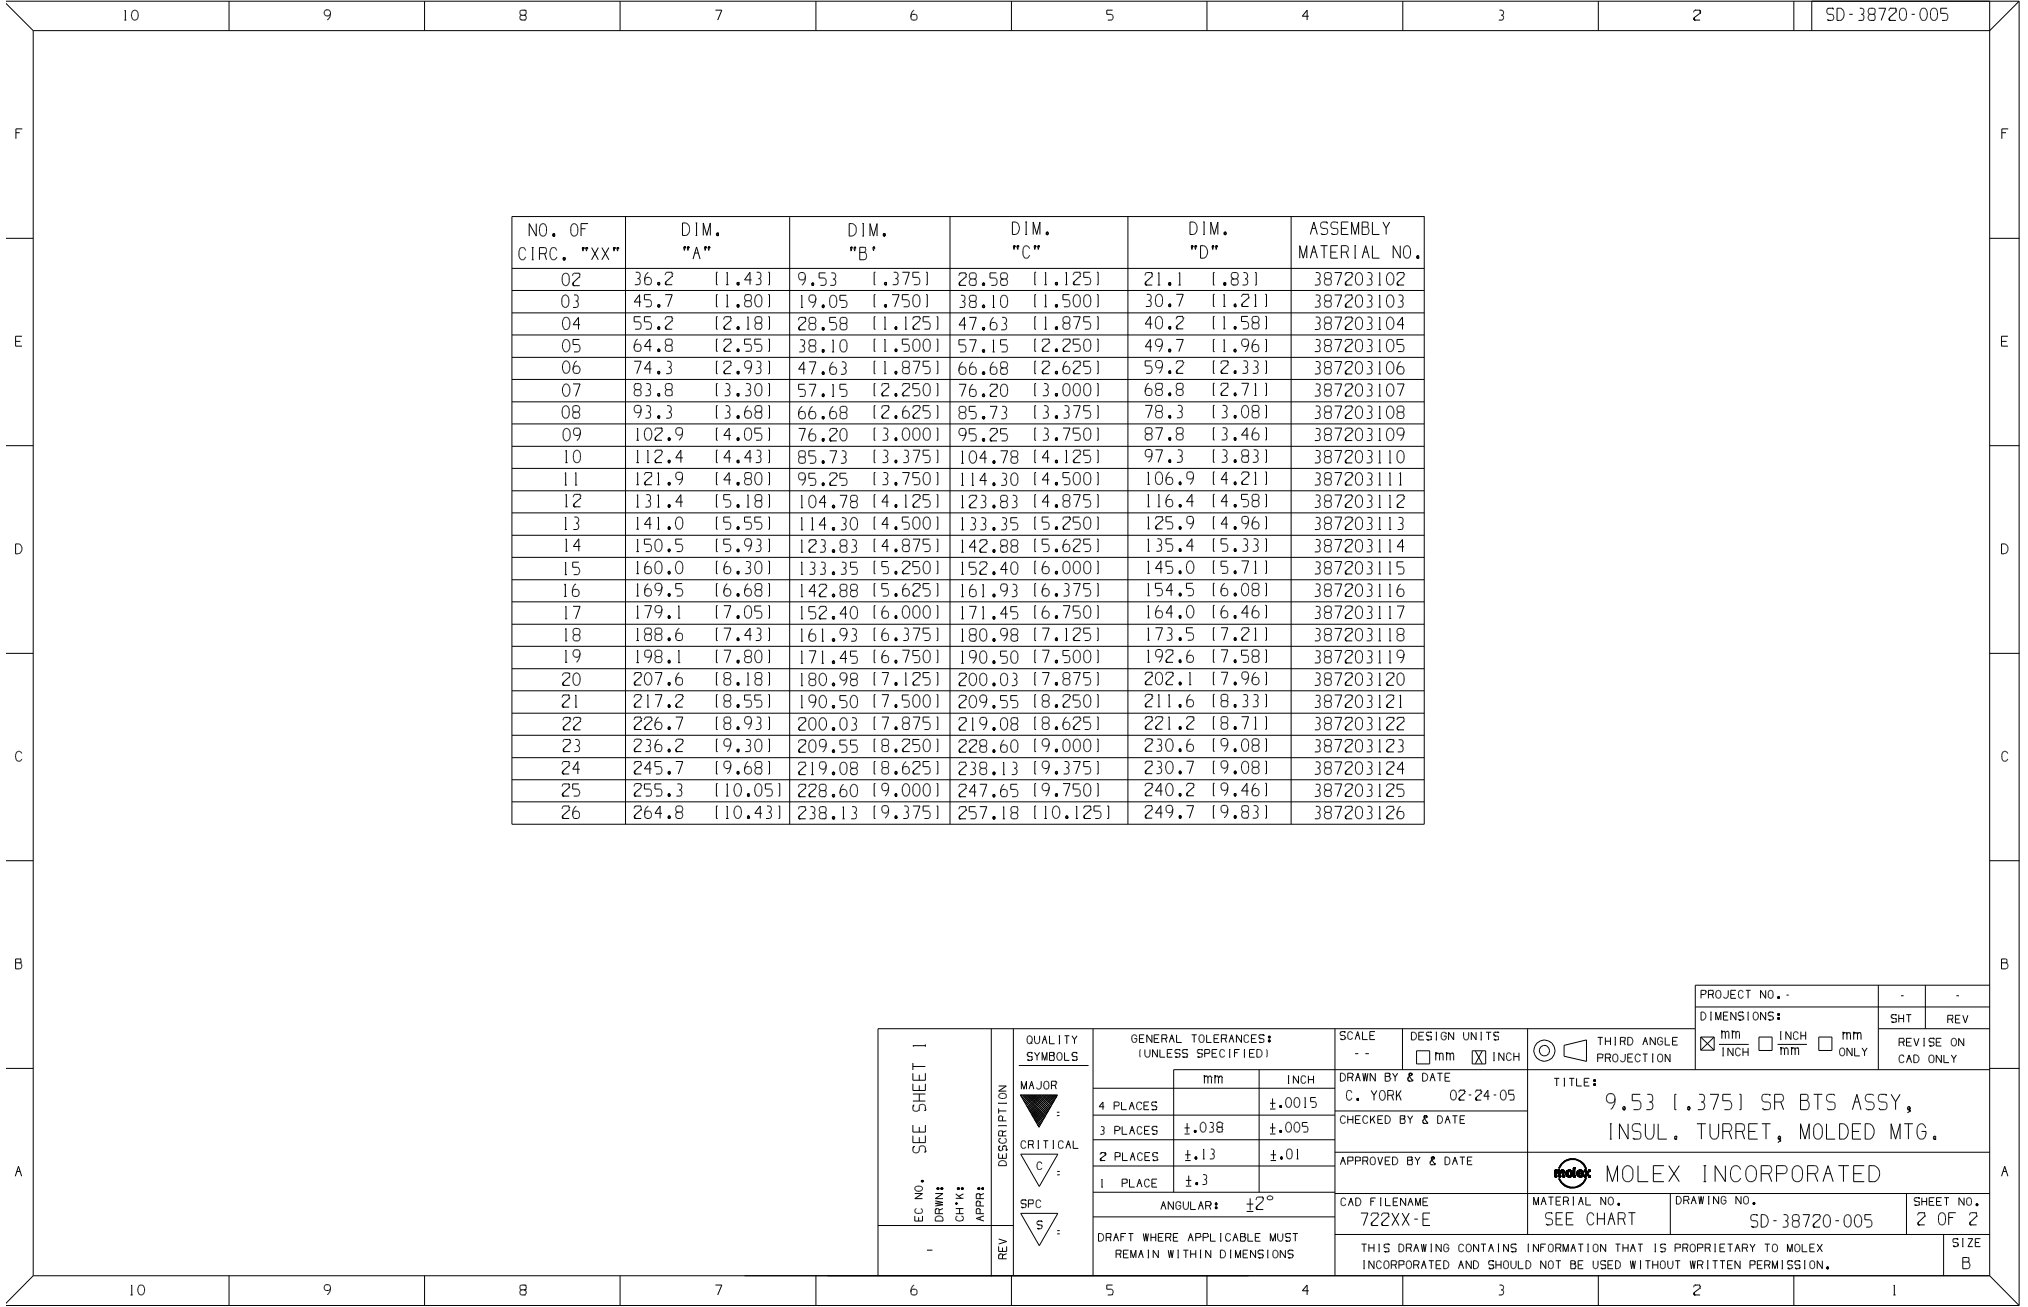 10 9 8 7 6 5 4 3 2 SD-38720-005
F F
E E
D D
C C
B B
A A
NO. OF CIRC. "XX" DIM. "A" DIM. "B' DIM. "C" DIM. "D" ASSEMBLY MATERIAL NO.
02 36.2 [1.43] 9.53 [.375] 28.58 [1.125] 21.1 [.83] 387203102
03 45.7 [1.80] 19.05 [.750] 38.10 [1.500] 30.7 [1.21] 387203103
04 55.2 [2.18] 28.58 [1.125] 47.63 [1.875] 40.2 [1.58] 387203104
05 64.8 [2.55] 38.10 [1.500] 57.15 [2.250] 49.7 [1.96] 387203105
06 74.3 [2.93] 47.63 [1.875] 66.68 [2.625] 59.2 [2.33] 387203106
07 83.8 [3.30] 57.15 [2.250] 76.20 [3.000] 68.8 [2.71] 387203107
08 93.3 [3.68] 66.68 [2.625] 85.73 [3.375] 78.3 [3.08] 387203108
09 102.9 [4.05] 76.20 [3.000] 95.25 [3.750] 87.8 [3.46] 387203109
10 112.4 [4.43] 85.73 [3.375] 104.78 [4.125] 97.3 [3.83] 387203110
11 121.9 [4.80] 95.25 [3.750] 114.30 [4.500] 106.9 [4.21] 387203111
12 131.4 [5.18] 104.78 [4.125] 123.83 [4.875] 116.4 [4.58] 387203112
13 141.0 [5.55] 114.30 [4.500] 133.35 [5.250] 125.9 [4.96] 387203113
14 150.5 [5.93] 123.83 [4.875] 142.88 [5.625] 135.4 [5.33] 387203114
15 160.0 [6.30] 133.35 [5.250] 152.40 [6.000] 145.0 [5.71] 387203115
16 169.5 [6.68] 142.88 [5.625] 161.93 [6.375] 154.5 [6.08] 387203116
17 179.1 [7.05] 152.40 [6.000] 171.45 [6.750] 164.0 [6.46] 387203117
18 188.6 [7.43] 161.93 [6.375] 180.98 [7.125] 173.5 [7.21] 387203118
19 198.1 [7.80] 171.45 [6.750] 190.50 [7.500] 192.6 [7.58] 387203119
20 207.6 [8.18] 180.98 [7.125] 200.03 [7.875] 202.1 [7.96] 387203120
21 217.2 [8.55] 190.50 [7.500] 209.55 [8.250] 211.6 [8.33] 387203121
22 226.7 [8.93] 200.03 [7.875] 219.08 [8.625] 221.2 [8.71] 387203122
23 236.2 [9.30] 209.55 [8.250] 228.60 [9.000] 230.6 [9.08] 387203123
24 245.7 [9.68] 219.08 [8.625] 238.13 [9.375] 230.7 [9.08] 387203124
25 255.3 [10.05] 228.60 [9.000] 247.65 [9.750] 240.2 [9.46] 387203125
26 264.8 [10.43] 238.13 [9.375] 257.18 [10.125] 249.7 [9.83] 387203126
PROJECT NO. - - -
DIMENSIONS: SHT REV
mm/INCH INCH/mm mm ONLY
REVISE ON
CAD ONLY
EC NO. SEE SHEET 1
DRWN:
CH'K:
APPR:
DESCRIPTION
-
REV
QUALITY
SYMBOLS
MAJOR
=
CRITICAL
C =
SPC
S =
GENERAL TOLERANCES:
(UNLESS SPECIFIED)
mm INCH
4 PLACES ±.0015
3 PLACES ±.038 ±.005
2 PLACES ±.13 ±.01
1 PLACE ±.3
ANGULAR: ±2°
DRAFT WHERE APPLICABLE MUST
REMAIN WITHIN DIMENSIONS
SCALE
--
DESIGN UNITS
mm X INCH
THIRD ANGLE
PROJECTION
DRAWN BY & DATE
C. YORK 02-24-05
CHECKED BY & DATE
APPROVED BY & DATE
TITLE:
9.53 [.375] SR BTS ASSY,
INSUL. TURRET, MOLDED MTG.
molex MOLEX INCORPORATED
CAD FILENAME
722XX-E
MATERIAL NO.
SEE CHART
DRAWING NO.
SD-38720-005
SHEET NO.
2 OF 2
THIS DRAWING CONTAINS INFORMATION THAT IS PROPRIETARY TO MOLEX
INCORPORATED AND SHOULD NOT BE USED WITHOUT WRITTEN PERMISSION.
SIZE
B
10 9 8 7 6 5 4 3 2 1